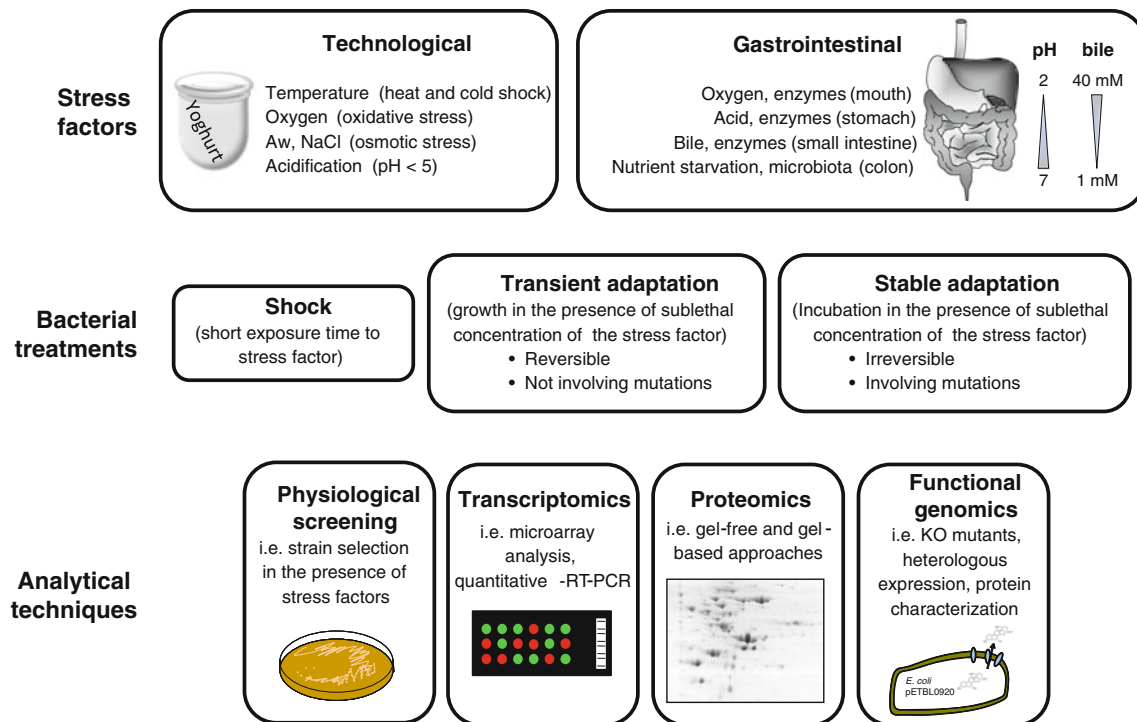 Stress
factors
Technological
Yoghurt
Temperature (heat and cold shock)
Oxygen (oxidative stress)
Aw, NaCl (osmotic stress)
Acidification (pH < 5)
Gastrointestinal
Oxygen, enzymes (mouth)
Acid, enzymes (stomach)
Bile, enzymes (small intestine)
Nutrient starvation, microbiota (colon)
pH bile
2 40 mM
7 1 mM
Bacterial
treatments
Shock
(short exposure time to
stress factor)
Transient adaptation
(growth in the presence of sublethal
concentration of the stress factor)
• Reversible
• Not involving mutations
Stable adaptation
(Incubation in the presence of sublethal
concentration of the stress factor)
• Irreversible
• Involving mutations
Analytical
techniques
Physiological
screening
i.e. strain selection
in the presence of
stress factors
Transcriptomics
i.e. microarray
analysis,
quantitative -RT-PCR
Proteomics
i.e. gel-free and gel-
based approaches
Functional
genomics
i.e. KO mutants,
heterologous
expression, protein
characterization
E. coli
pETBL0920